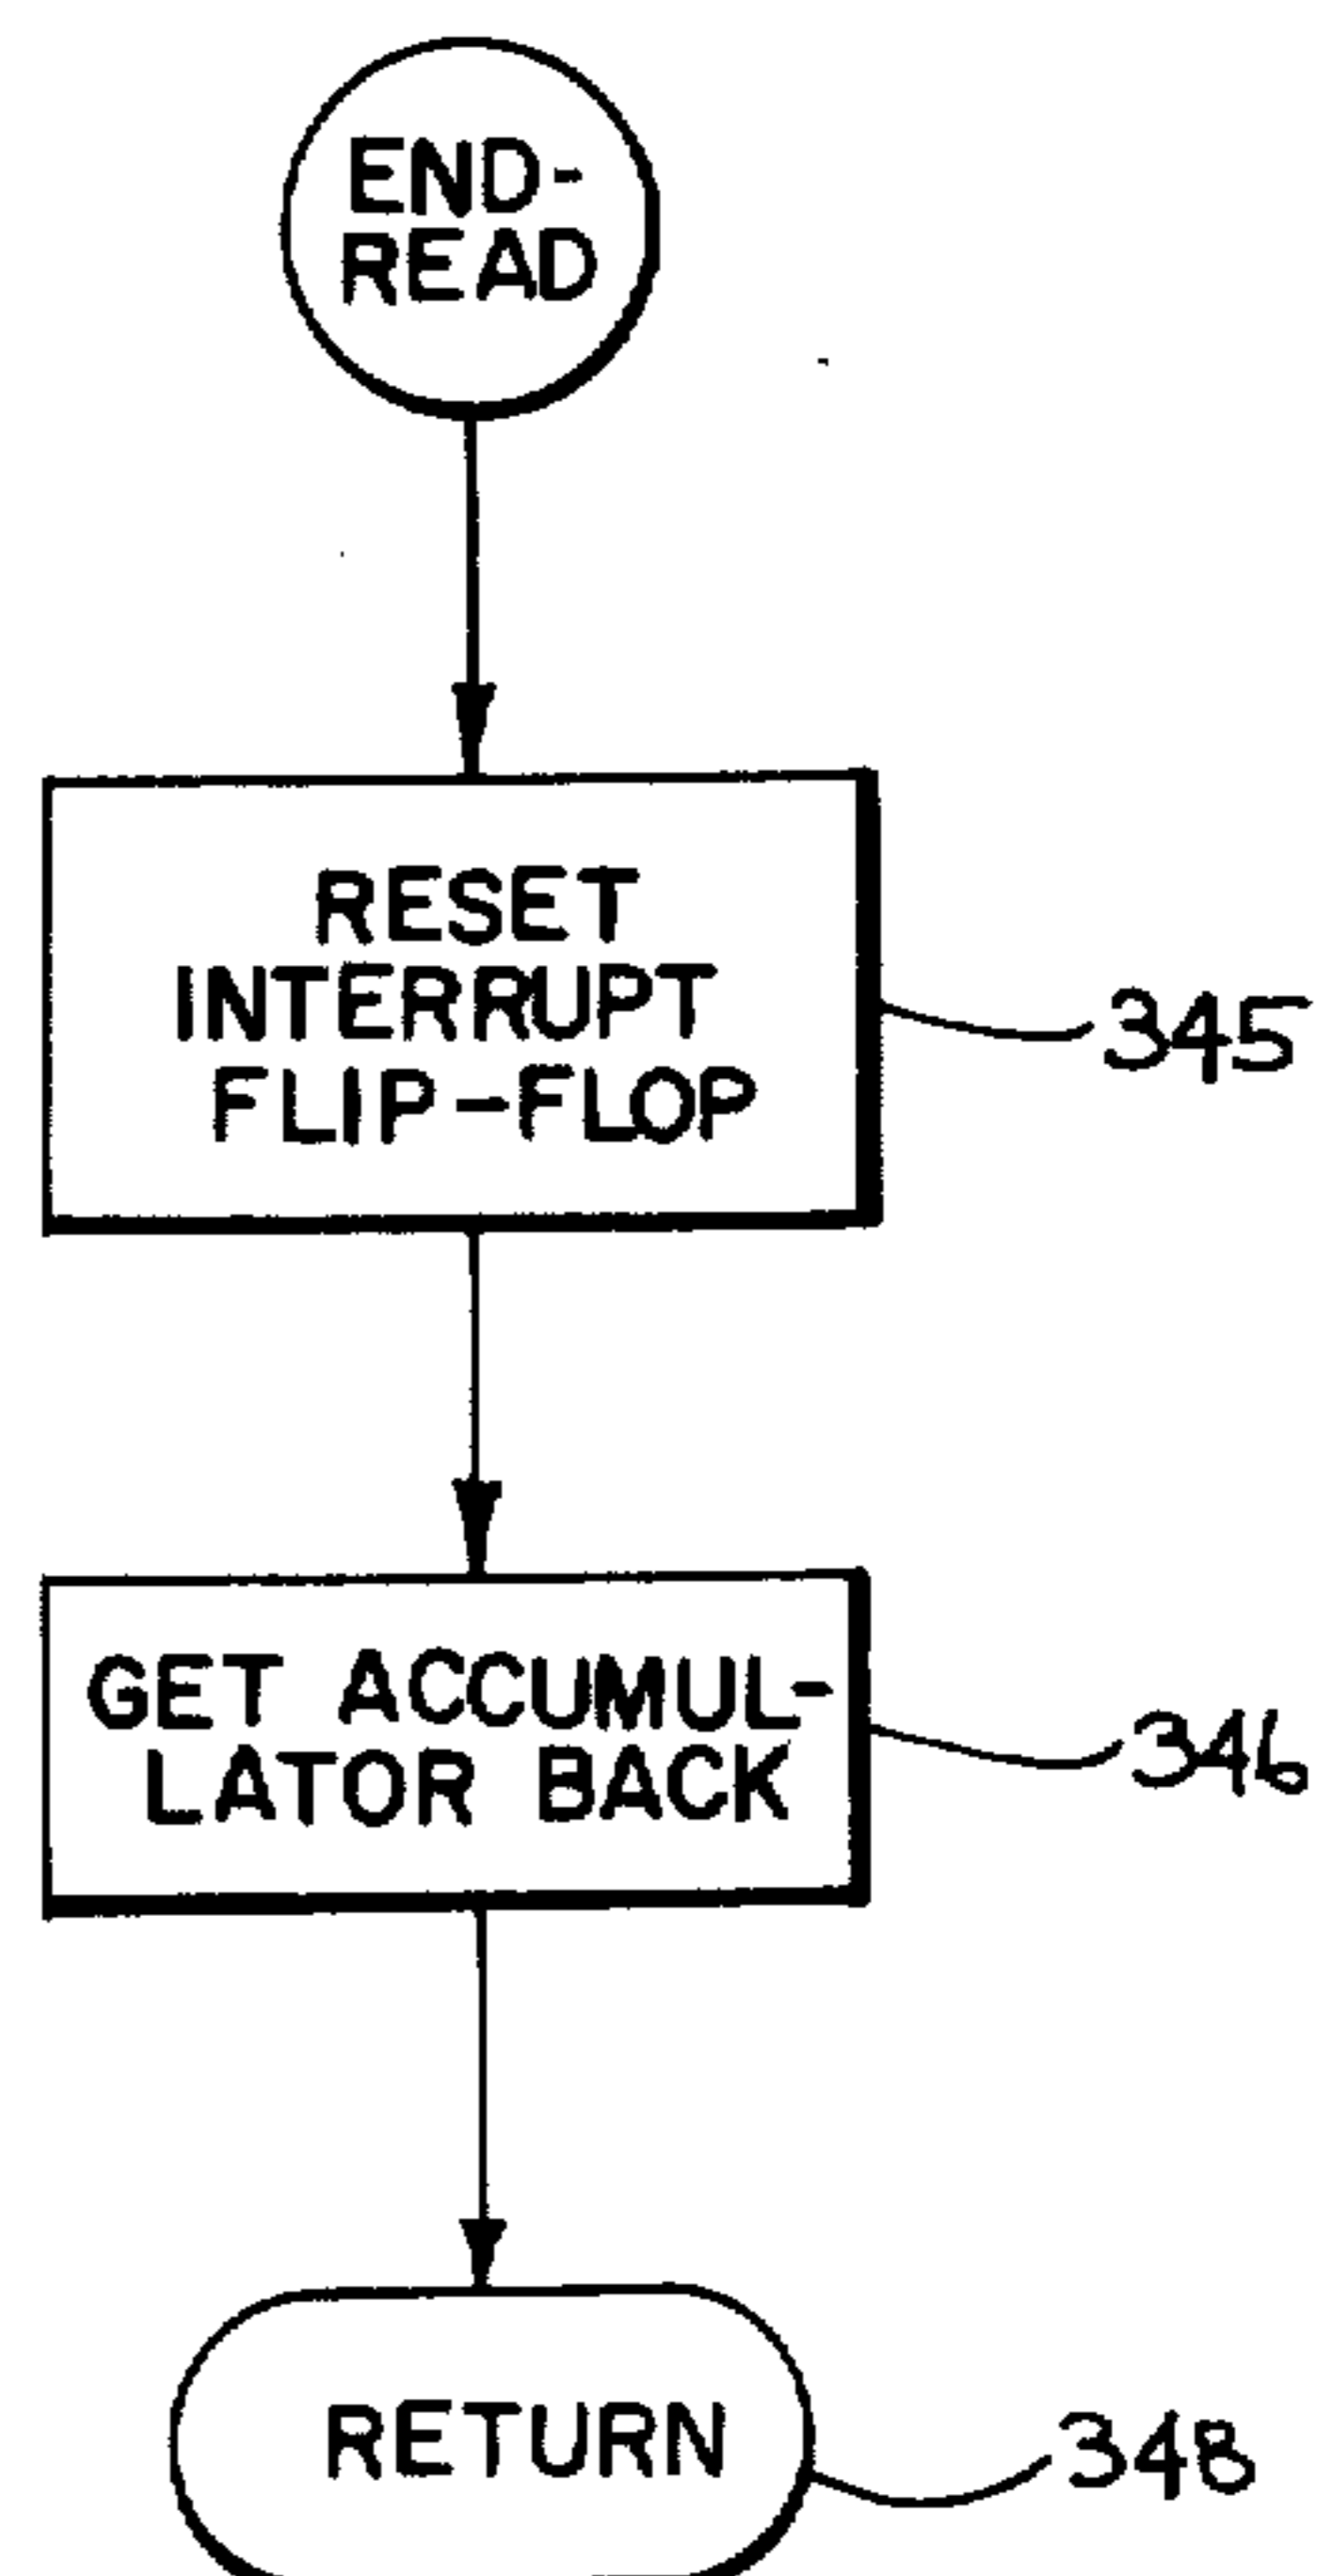 END-
READ
RESET
INTERRUPT
FLIP-FLOP
345
GET ACCUMUL-
LATOR BACK
346
RETURN
348